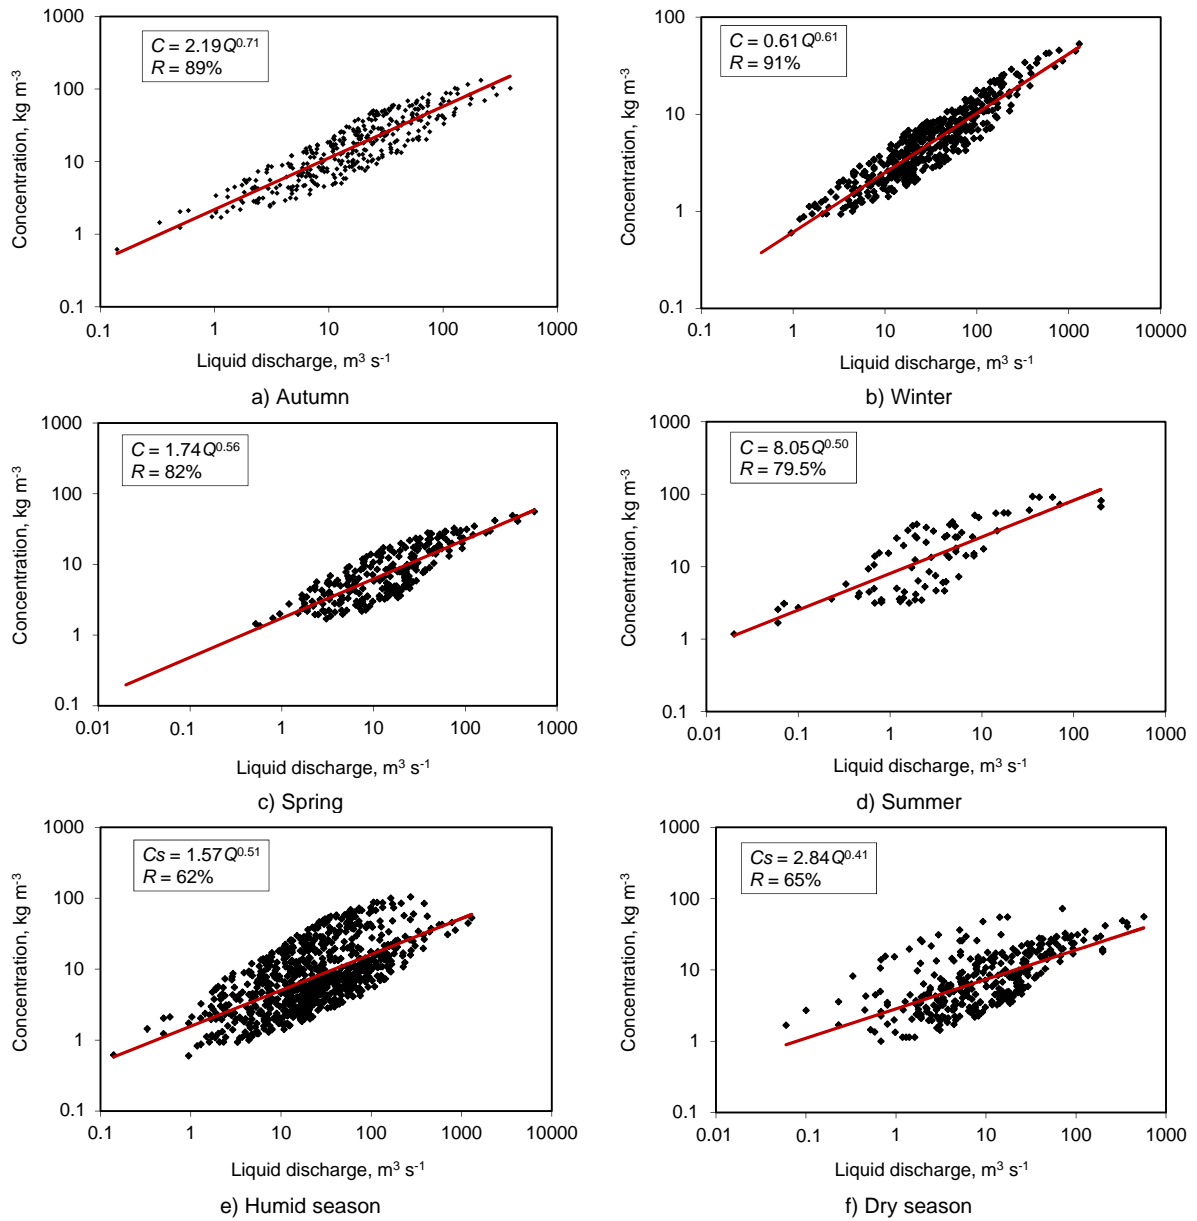 C = 2.19Q^0.71
R = 89%
1000
100
10
1
0.1
0.1
1
10
100
1000
Concentration, kg m-3
Liquid discharge, m³ s-1
a) Autumn
C = 0.61Q^0.61
R = 91%
100
10
1
0.1
0.1
1
10
100
1000
10000
Concentration, kg m-3
Liquid discharge, m³ s-1
b) Winter
C = 1.74Q^0.56
R = 82%
1000
100
10
1
0.1
0.01
0.1
1
10
100
1000
Concentration, kg m-3
Liquid discharge, m³ s-1
c) Spring
C = 8.05Q^0.50
R = 79.5%
1000
100
10
1
0.1
0.01
0.1
1
10
100
1000
Concentration, kg m-3
Liquid discharge, m³ s-1
d) Summer
Cs = 1.57Q^0.51
R = 62%
1000
100
10
1
0.1
0.1
1
10
100
1000
10000
Concentration, kg m-3
Liquid discharge, m³ s-1
e) Humid season
Cs = 2.84Q^0.41
R = 65%
1000
100
10
1
0.1
0.01
0.1
1
10
100
1000
Concentration, kg m-3
Liquid discharge, m³ s-1
f) Dry season